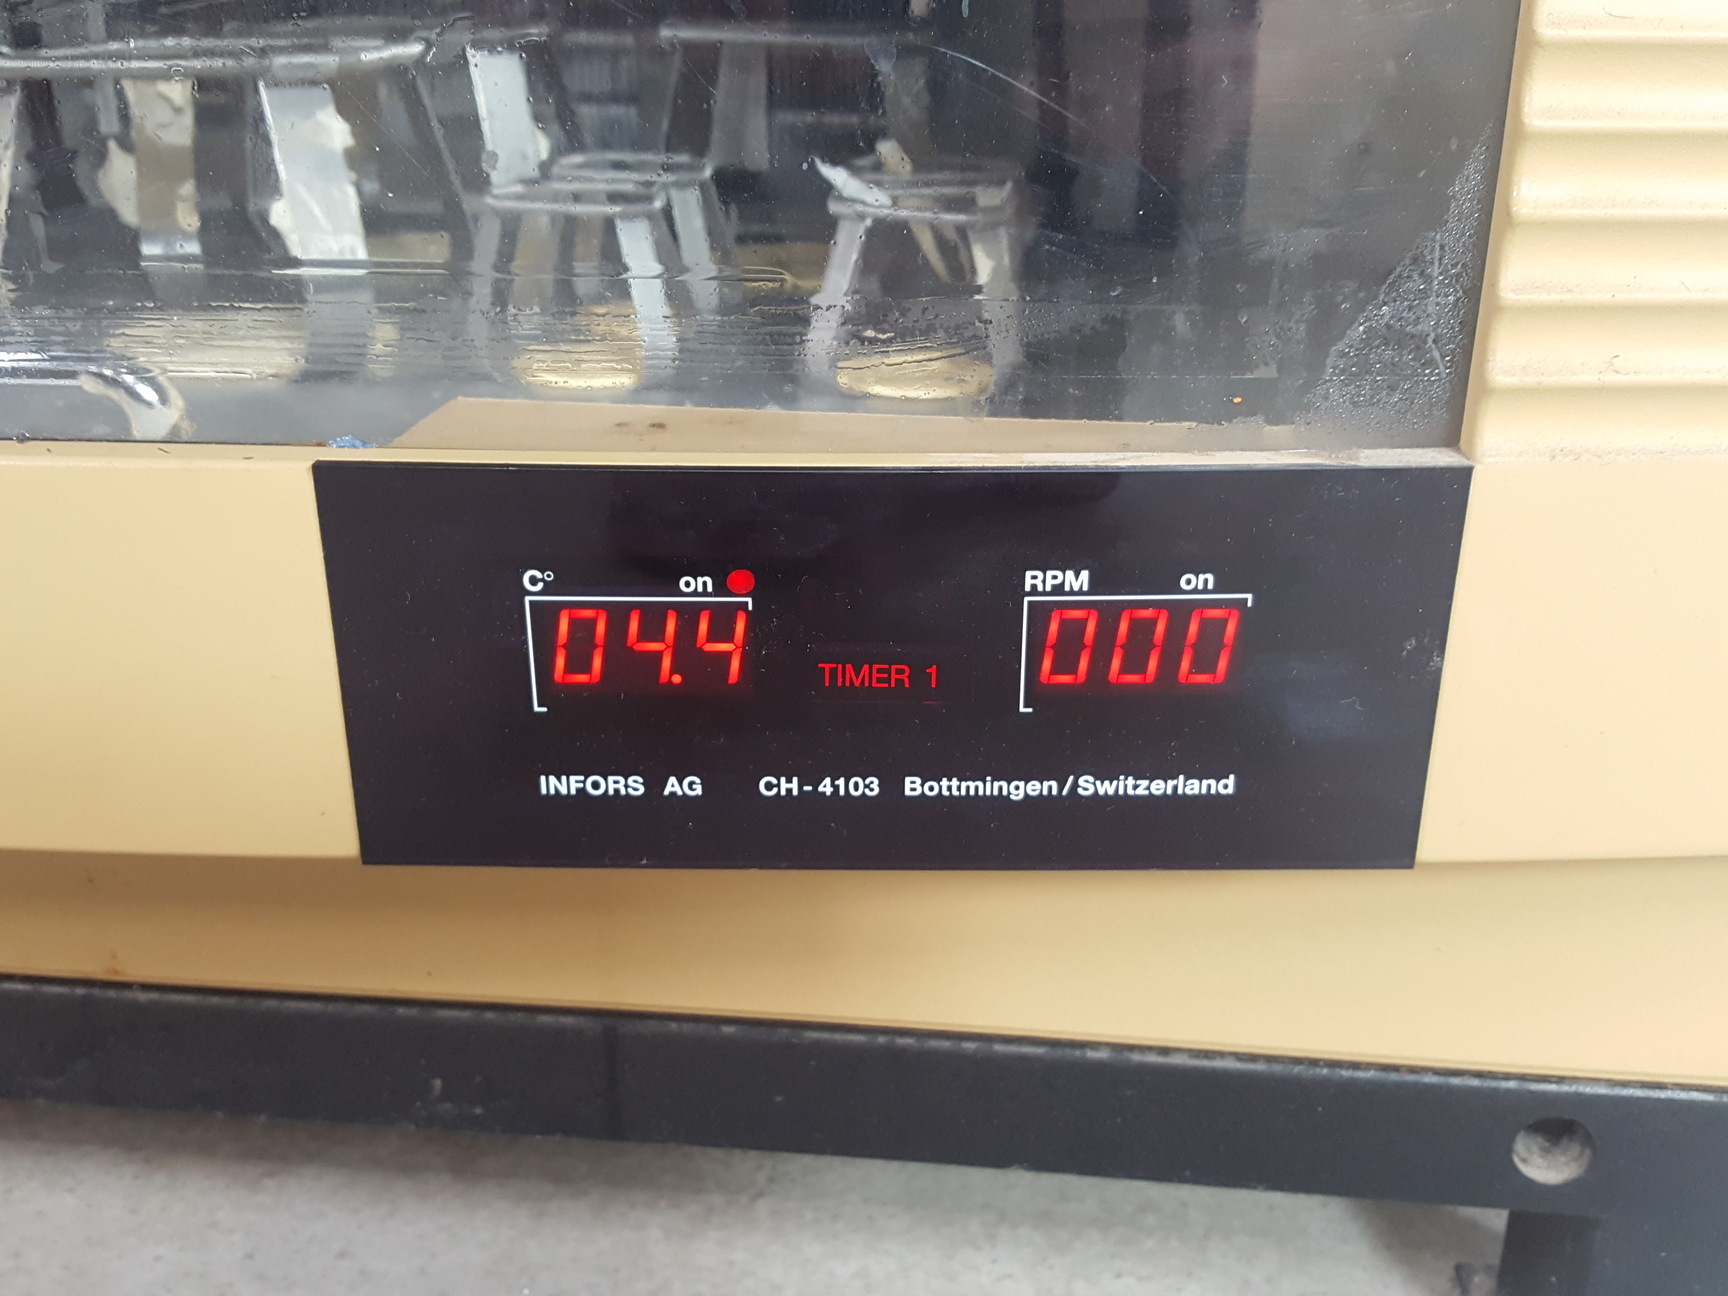 C° on RPM on
04.4 TIMER 1 000
INFORS AG CH-4103 Bottmingen/Switzerland